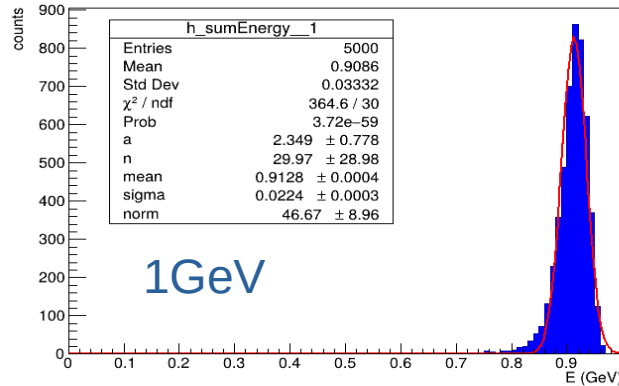 counts
900
800
700
600
500
400
300
200
100
0
h_sumEnergy__1
Entries 5000
Mean 0.9086
Std Dev 0.03332
χ² / ndf 364.6 / 30
Prob 3.72e−59
a 2.349 ± 0.778
n 29.97 ± 28.98
mean 0.9128 ± 0.0004
sigma 0.0224 ± 0.0003
norm 46.67 ± 8.96
1GeV
0 0.1 0.2 0.3 0.4 0.5 0.6 0.7 0.8 0.9
E (GeV)